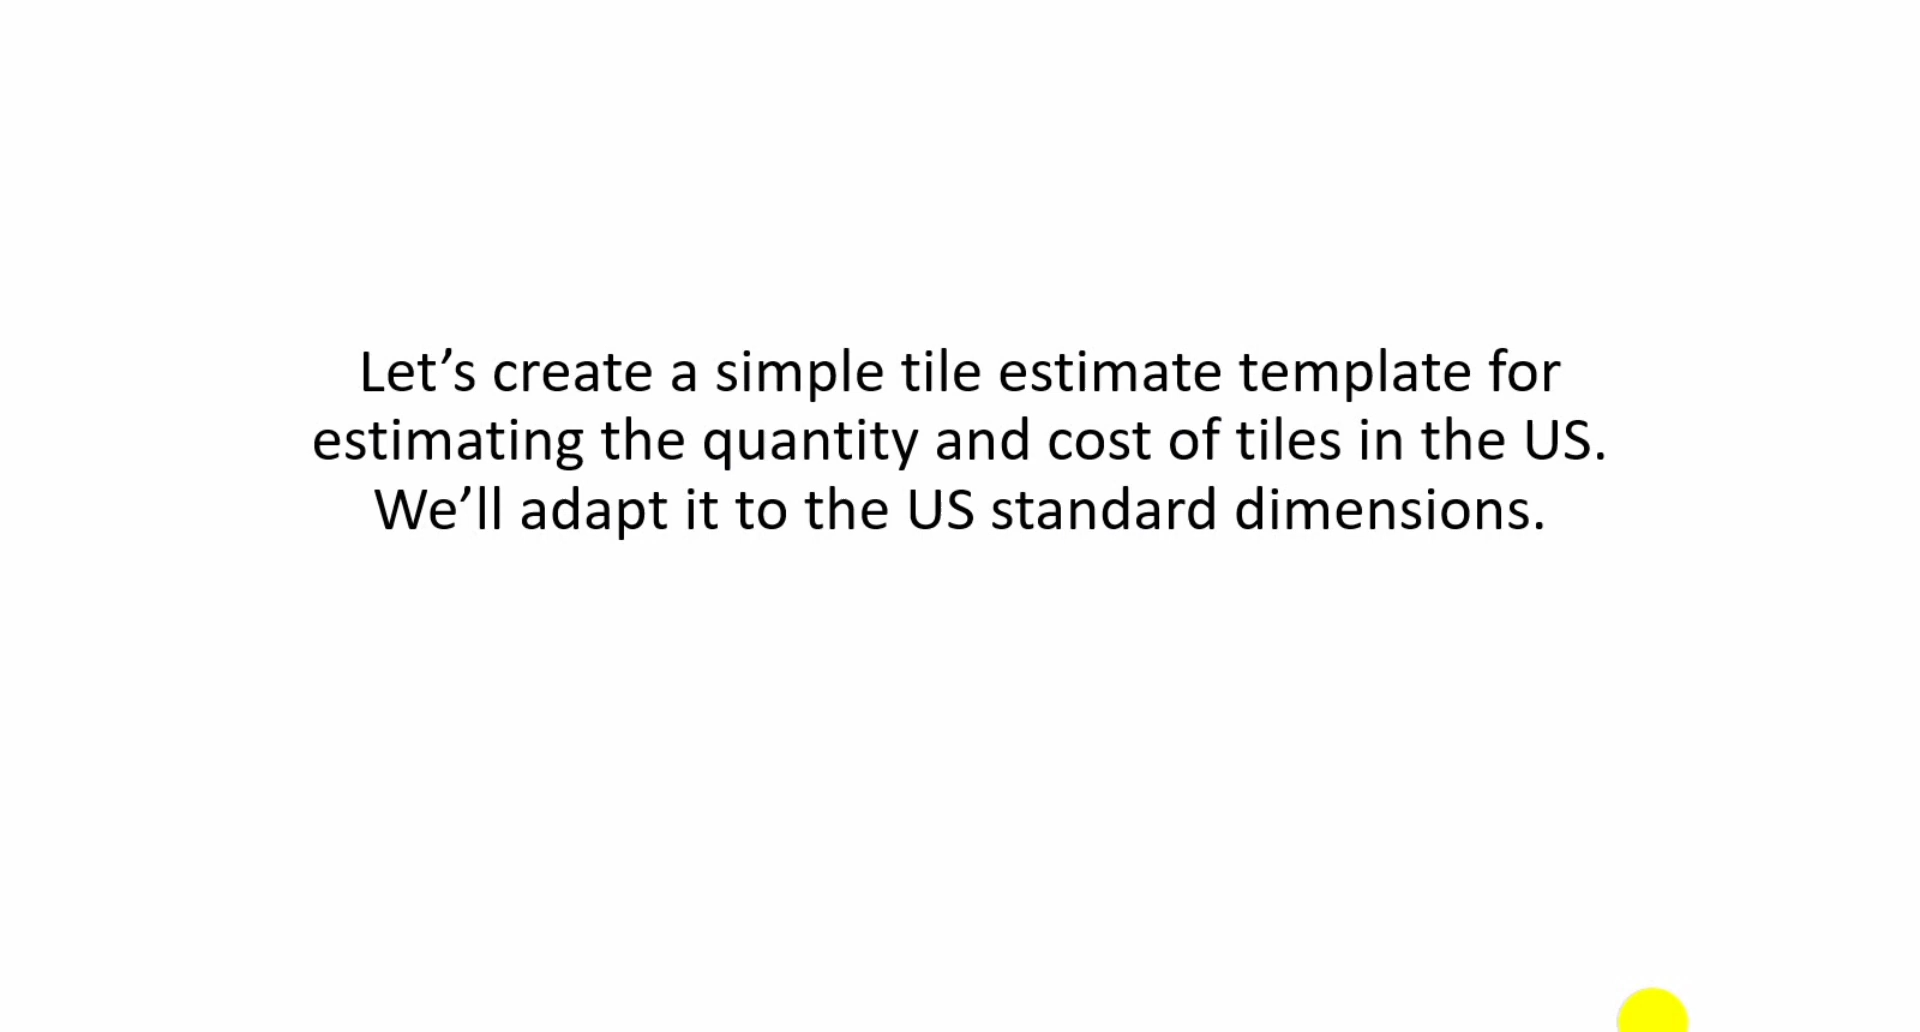 Let’s create a simple tile estimate template for
estimating the quantity and cost of tiles in the US.
We’ll adapt it to the US standard dimensions.